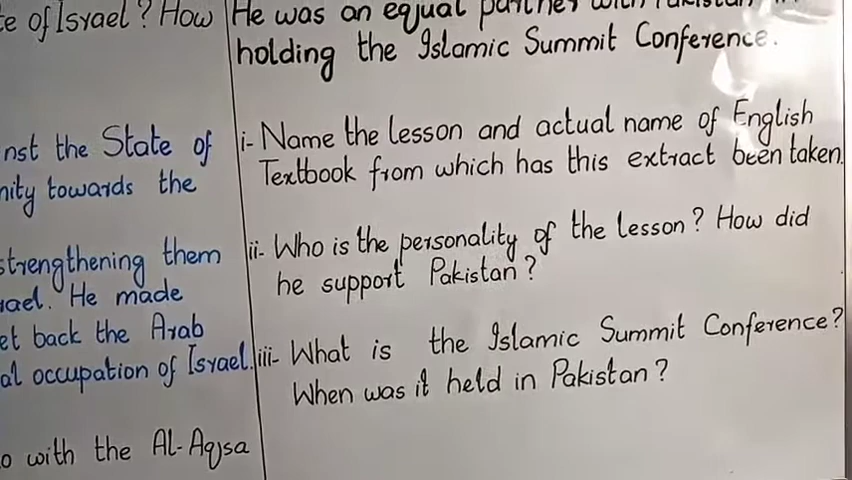 te of Israel? How
nst the State of
nity towards the
strengthening them
rael. He made
et back the Arab
al occupation of Israel.
o with the Al-Aqsa
He was an equal partner with Pakistan in
holding the Islamic Summit Conference.
i- Name the lesson and actual name of English
Textbook from which has this extract been taken.
ii- Who is the personality of the lesson? How did
he support Pakistan?
iii- What is the Islamic Summit Conference?
When was it held in Pakistan?